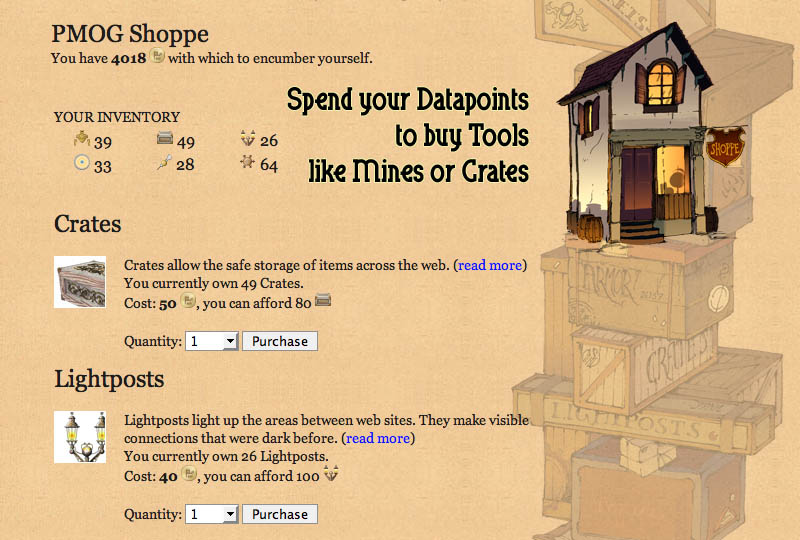 PMOG Shoppe
You have 4018 with which to encumber yourself.
Spend your Datapoints
to buy Tools
like Mines or Crates
SHOPPE
YOUR INVENTORY
39 49 26
33 28 64
Crates
Crates allow the safe storage of items across the web. (read more)
You currently own 49 Crates.
Cost: 50 , you can afford 80
Quantity: 1 Purchase
Lightposts
Lightposts light up the areas between web sites. They make visible
connections that were dark before. (read more)
You currently own 26 Lightposts.
Cost: 40 , you can afford 100
Quantity: 1 Purchase
LIGHTPOSTS